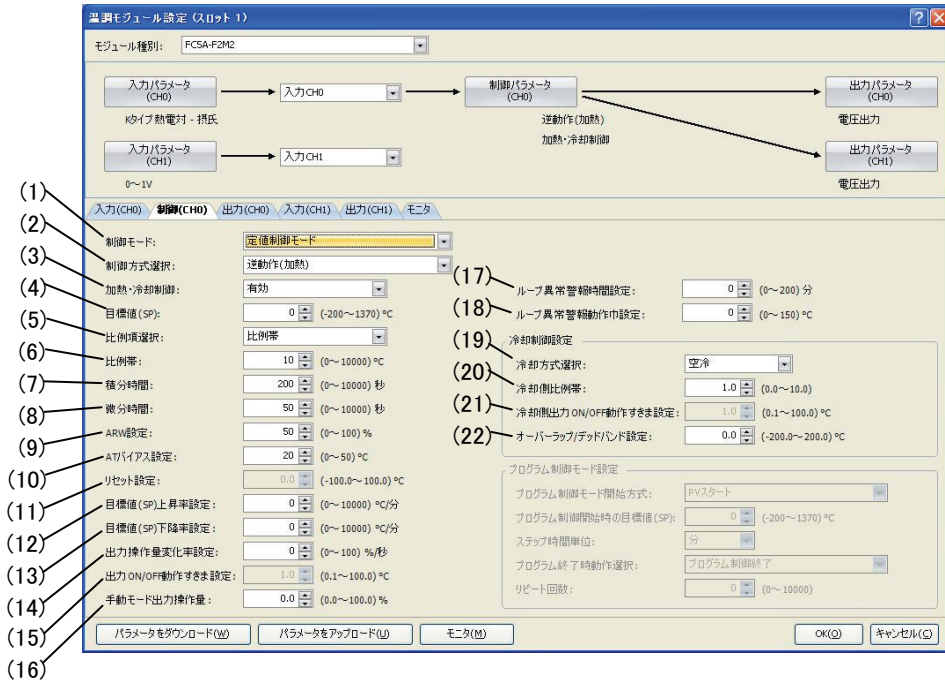 温調モジュール設定 (スロット 1)
モジュール種別: FC5A-F2M2
入力パラメータ
(CH0)
入力CH0
制御パラメータ
(CH0)
出力パラメータ
(CH0)
Kタイプ熱電対 - 摂氏
逆動作(加熱)
電圧出力
加熱・冷却制御
入力パラメータ
(CH1)
入力CH1
出力パラメータ
(CH1)
0～1V
電圧出力
入力(CH0) 制御(CH0) 出力(CH0) 入力(CH1) 出力(CH1) モニタ
(1) 制御モード: 定値制御モード
(2) 制御方式選択: 逆動作(加熱)
(3) 加熱・冷却制御: 有効
(4) 目標値(SP): 0 (-200～1370) °C
(5) 比例項選択: 比例帯
(6) 比例帯: 10 (0～10000) °C
(7) 積分時間: 200 (0～10000) 秒
(8) 微分時間: 50 (0～10000) 秒
(9) ARW設定: 50 (0～100) %
(10) ATバイアス設定: 20 (0～50) °C
(11) リセット設定: 0.0 (-100.0～100.0) °C
(12) 目標値(SP)上昇率設定: 0 (0～10000) °C/分
(13) 目標値(SP)下降率設定: 0 (0～10000) °C/分
(14) 出力操作量変化率設定: 0 (0～100) %/秒
(15) 出力 ON/OFF動作すきま設定: 1.0 (0.1～100.0) °C
(16) 手動モード出力操作量: 0.0 (0.0～100.0) %
(17) ループ異常警報時間設定: 0 (0～200) 分
(18) ループ異常警報動作巾設定: 0 (0～150) °C
冷却制御設定
(19) 冷却方式選択: 空冷
(20) 冷却側比例帯: 1.0 (0.0～10.0)
(21) 冷却側出力 ON/OFF動作すきま設定: 1.0 (0.1～100.0) °C
(22) オーバーラップ/デッドバンド設定: 0.0 (-200.0～200.0) °C
プログラム制御モード設定
プログラム制御モード開始方式: PVスタート
プログラム制御開始時の目標値(SP): 0 (-200～1370) °C
ステップ時間単位: 分
プログラム終了時動作選択: プログラム制御終了
リピート回数: 0 (0～10000)
パラメータをダウンロード(W) パラメータをアップロード(U) モニタ(M) OK(O) キャンセル(C)